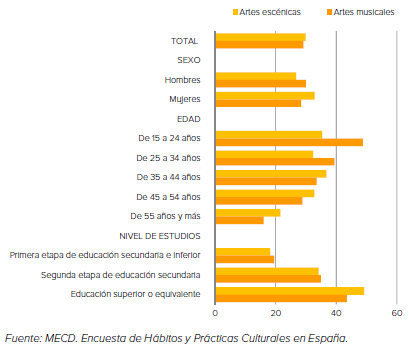 Artes escénicas Artes musicales
TOTAL
SEXO
Hombres
Mujeres
EDAD
De 15 a 24 años
De 25 a 34 años
De 35 a 44 años
De 45 a 54 años
De 55 años y más
NIVEL DE ESTUDIOS
Primera etapa de educación secundaria e inferior
Segunda etapa de educación secundaria
Educación superior o equivalente
0 20 40 60
Fuente: MECD. Encuesta de Hábitos y Prácticas Culturales en España.